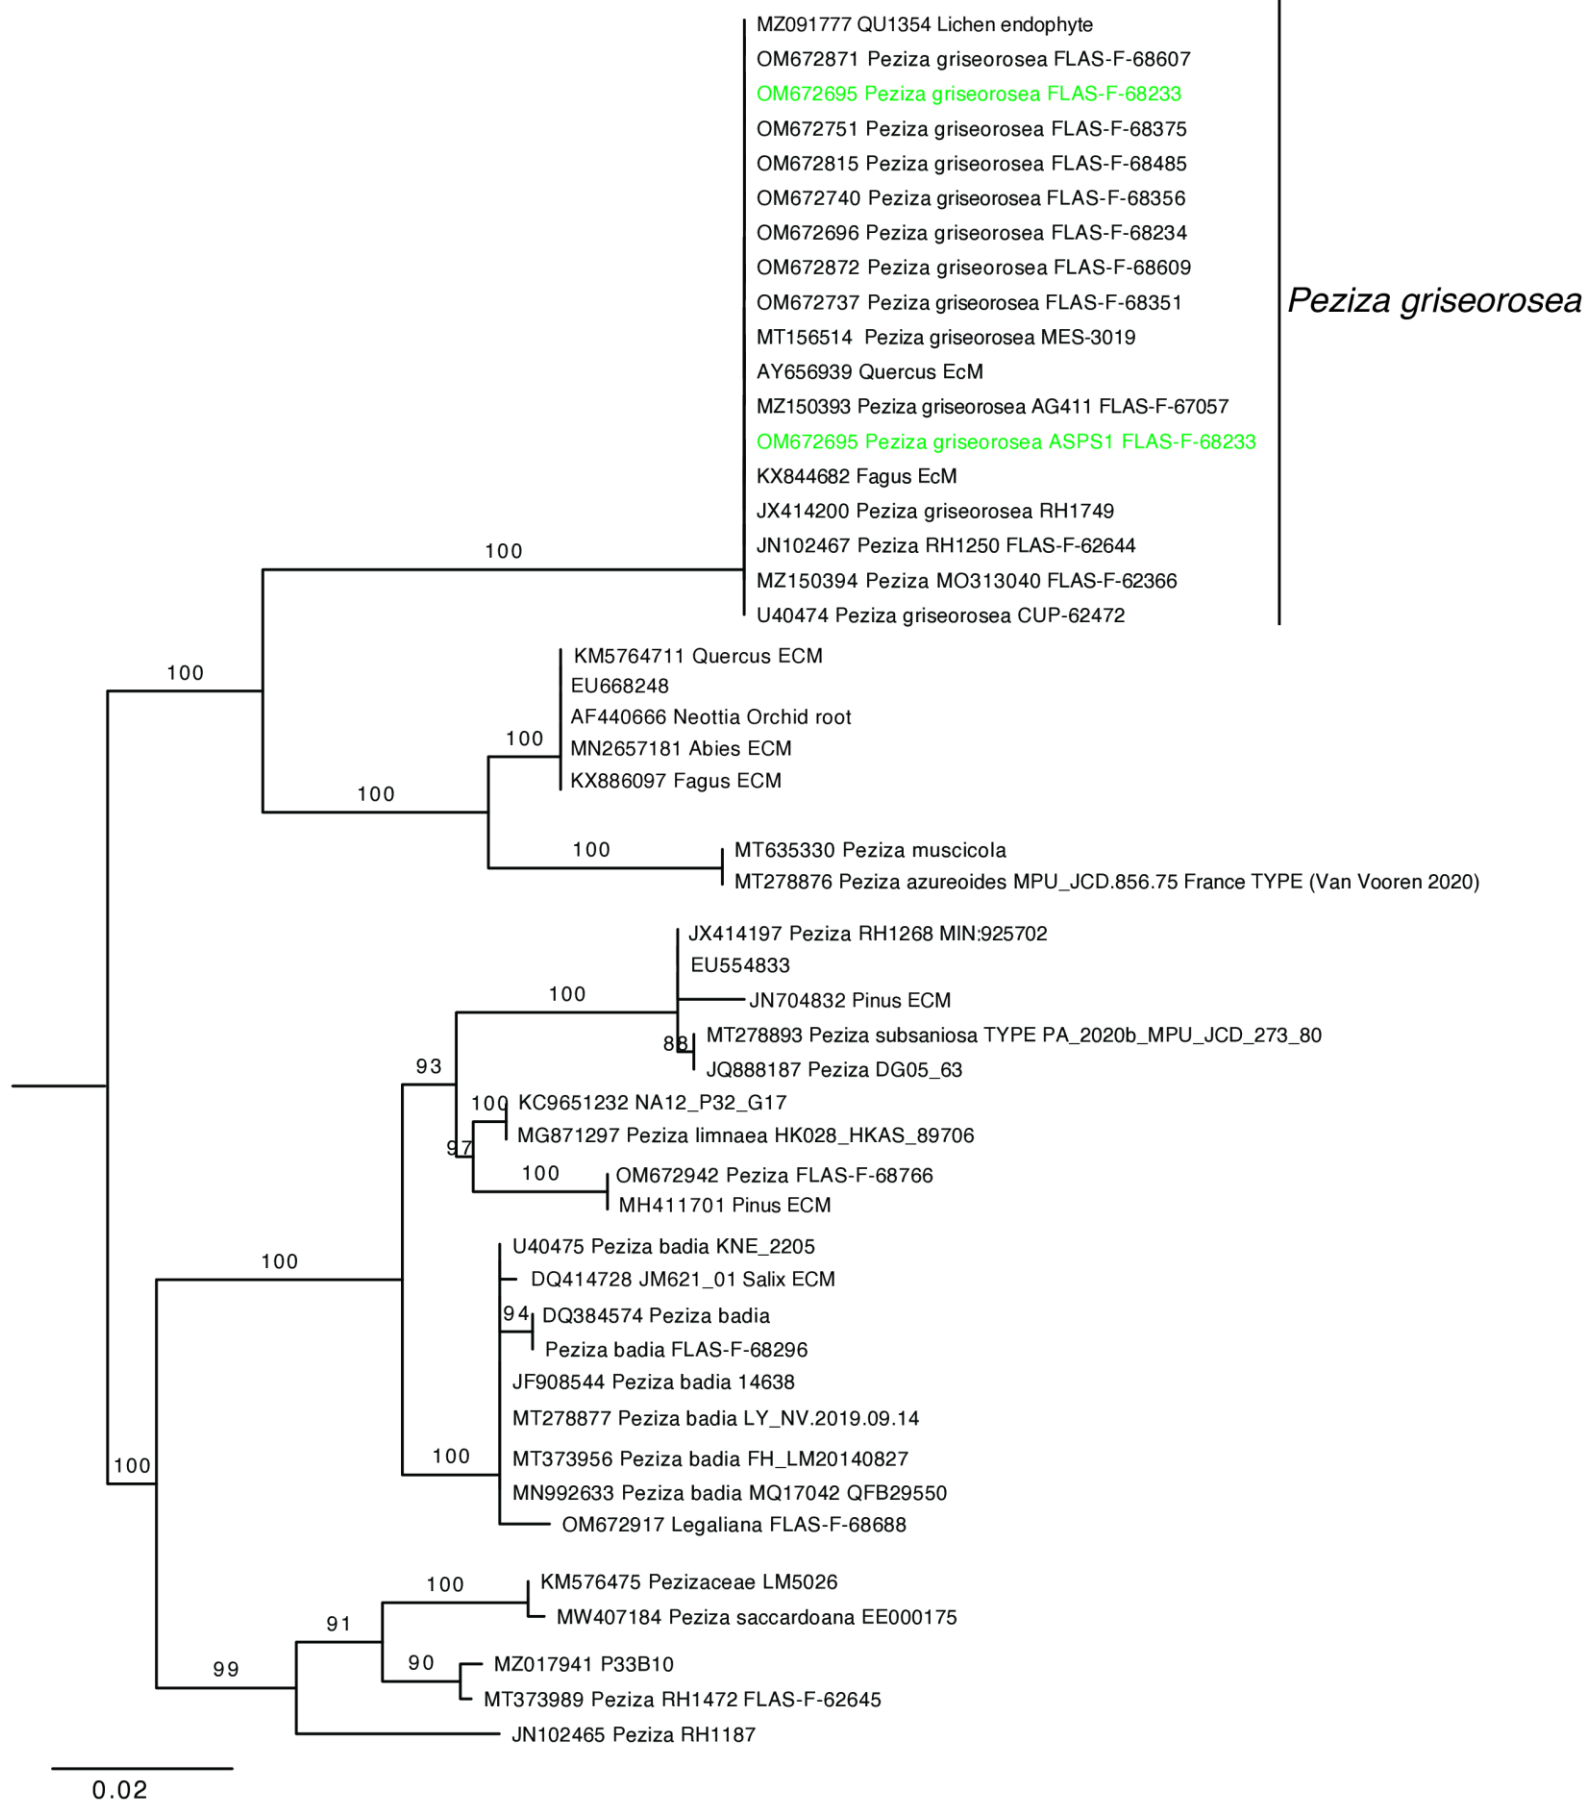 MZ091777 QU1354 Lichen endophyte
OM672871 Peziza griseorosea FLAS-F-68607
OM672695 Peziza griseorosea FLAS-F-68233
OM672751 Peziza griseorosea FLAS-F-68375
OM672815 Peziza griseorosea FLAS-F-68485
OM672740 Peziza griseorosea FLAS-F-68356
OM672696 Peziza griseorosea FLAS-F-68234
OM672872 Peziza griseorosea FLAS-F-68609
OM672737 Peziza griseorosea FLAS-F-68351
Peziza griseorosea
MT156514 Peziza griseorosea MES-3019
AY656939 Quercus EcM
MZ150393 Peziza griseorosea AG411 FLAS-F-67057
OM672695 Peziza griseorosea ASPS1 FLAS-F-68233
KX844682 Fagus EcM
JX414200 Peziza griseorosea RH1749
JN102467 Peziza RH1250 FLAS-F-62644
100
MZ150394 Peziza MO313040 FLAS-F-62366
U40474 Peziza griseorosea CUP-62472
KM5764711 Quercus ECM
100
EU668248
AF440666 Neottia Orchid root
100
MN2657181 Abies ECM
KX886097 Fagus ECM
100
100
MT635330 Peziza muscicola
MT278876 Peziza azureoides MPU_JCD.856.75 France TYPE (Van Vooren 2020)
JX414197 Peziza RH1268 MIN:925702
EU554833
100
JN704832 Pinus ECM
MT278893 Peziza subsaniosa TYPE PA_2020b_MPU_JCD_273_80
88
JQ888187 Peziza DG05_63
93
100
KC9651232 NA12_P32_G17
MG871297 Peziza limnaea HK028_HKAS_89706
97
100
OM672942 Peziza FLAS-F-68766
MH411701 Pinus ECM
U40475 Peziza badia KNE_2205
100
DQ414728 JM621_01 Salix ECM
94
DQ384574 Peziza badia
Peziza badia FLAS-F-68296
JF908544 Peziza badia 14638
MT278877 Peziza badia LY_NV.2019.09.14
100
MT373956 Peziza badia FH_LM20140827
100
MN992633 Peziza badia MQ17042 QFB29550
OM672917 Legaliana FLAS-F-68688
100
KM576475 Pezizaceae LM5026
MW407184 Peziza saccardoana EE000175
91
90
MZ017941 P33B10
99
MT373989 Peziza RH1472 FLAS-F-62645
JN102465 Peziza RH1187
0.02